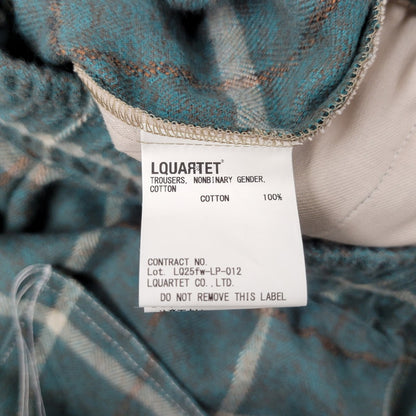 LQUARTET
TROUSERS, NONBINARY GENDER,
COTTON
COTTON 100%
CONTRACT NO.
Lot. LQ25fw-LP-012
LQUARTET CO., LTD.
DO NOT REMOVE THIS LABEL